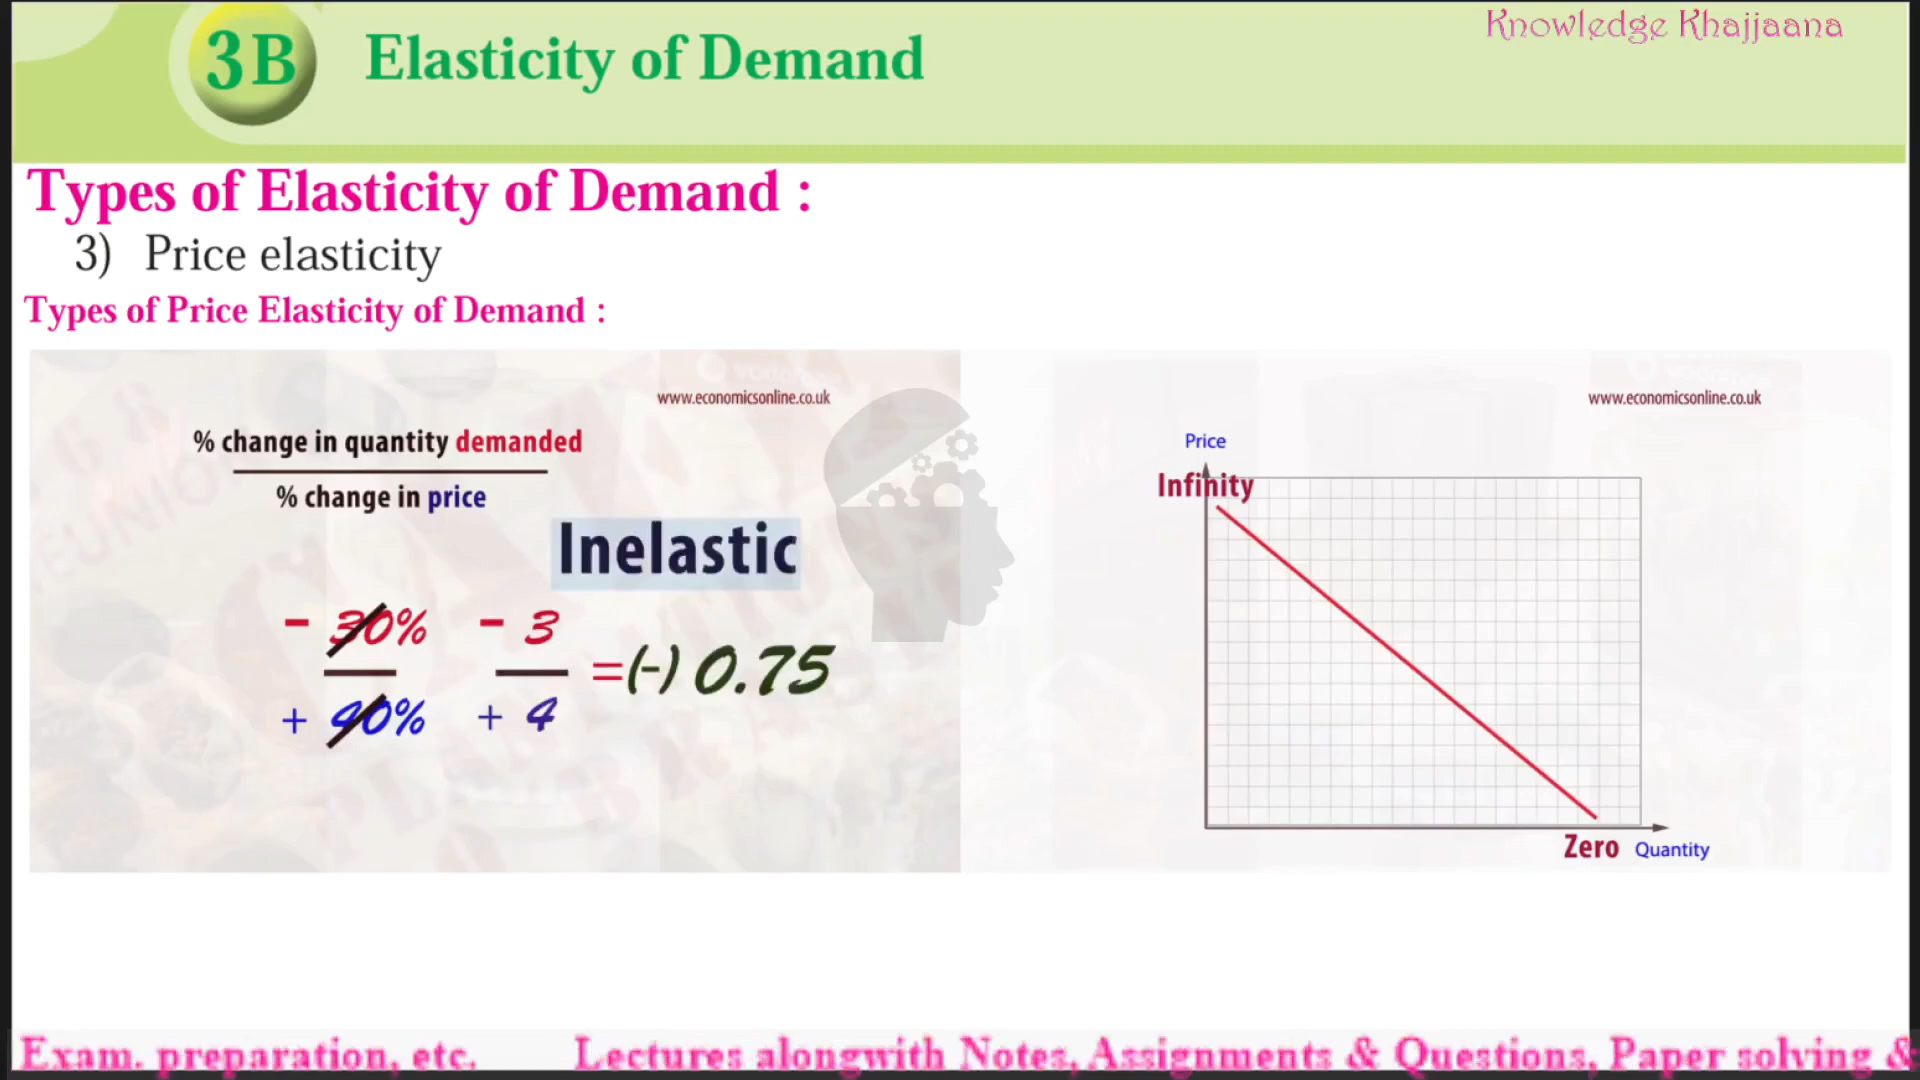 Knowledge Khajjaana
3B Elasticity of Demand
Types of Elasticity of Demand :
3) Price elasticity
Types of Price Elasticity of Demand :
www.economicsonline.co.uk
% change in quantity demanded
% change in price
Inelastic
- 30% - 3
=(-) 0.75
+ 40% + 4
www.economicsonline.co.uk
Price
Infinity
Zero Quantity
Exam. preparation, etc. Lectures alongwith Notes, Assignments & Questions, Paper solving &